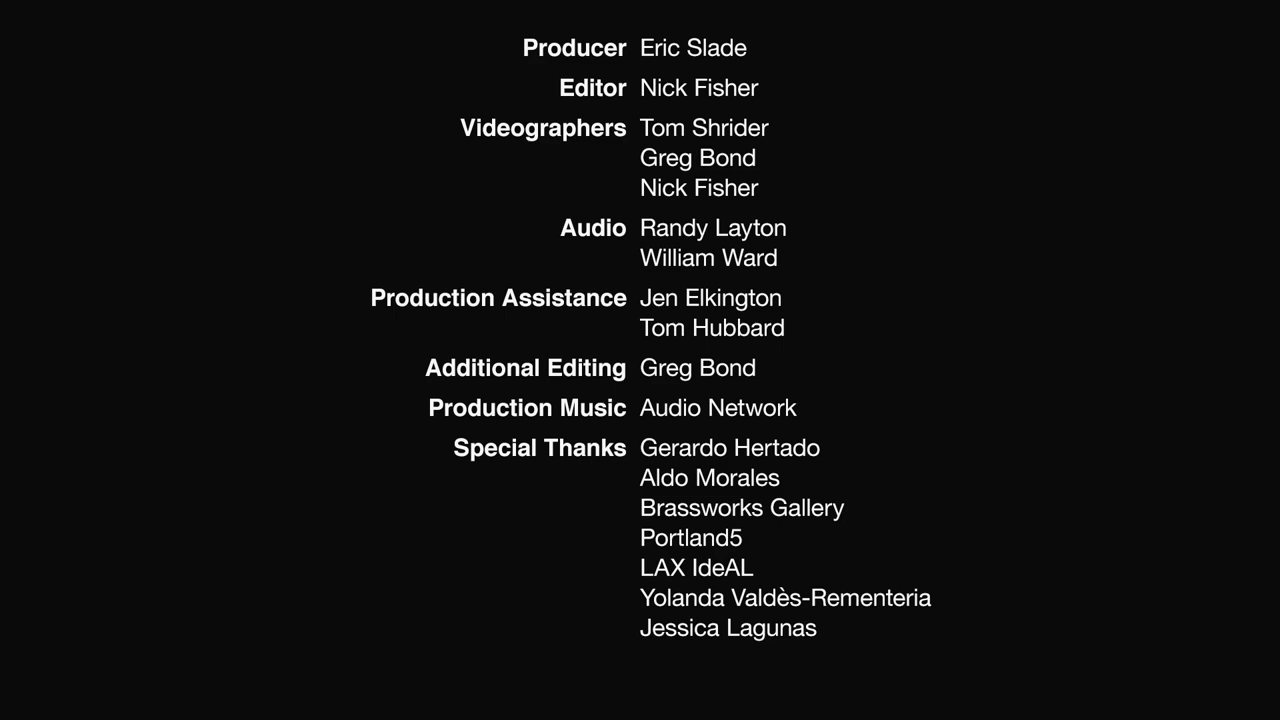 Producer Eric Slade
Editor Nick Fisher
Videographers Tom Shrider
Greg Bond
Nick Fisher
Audio Randy Layton
William Ward
Production Assistance Jen Elkington
Tom Hubbard
Additional Editing Greg Bond
Production Music Audio Network
Special Thanks Gerardo Hertado
Aldo Morales
Brassworks Gallery
Portland5
LAX IdeAL
Yolanda Valdès-Rementeria
Jessica Lagunas